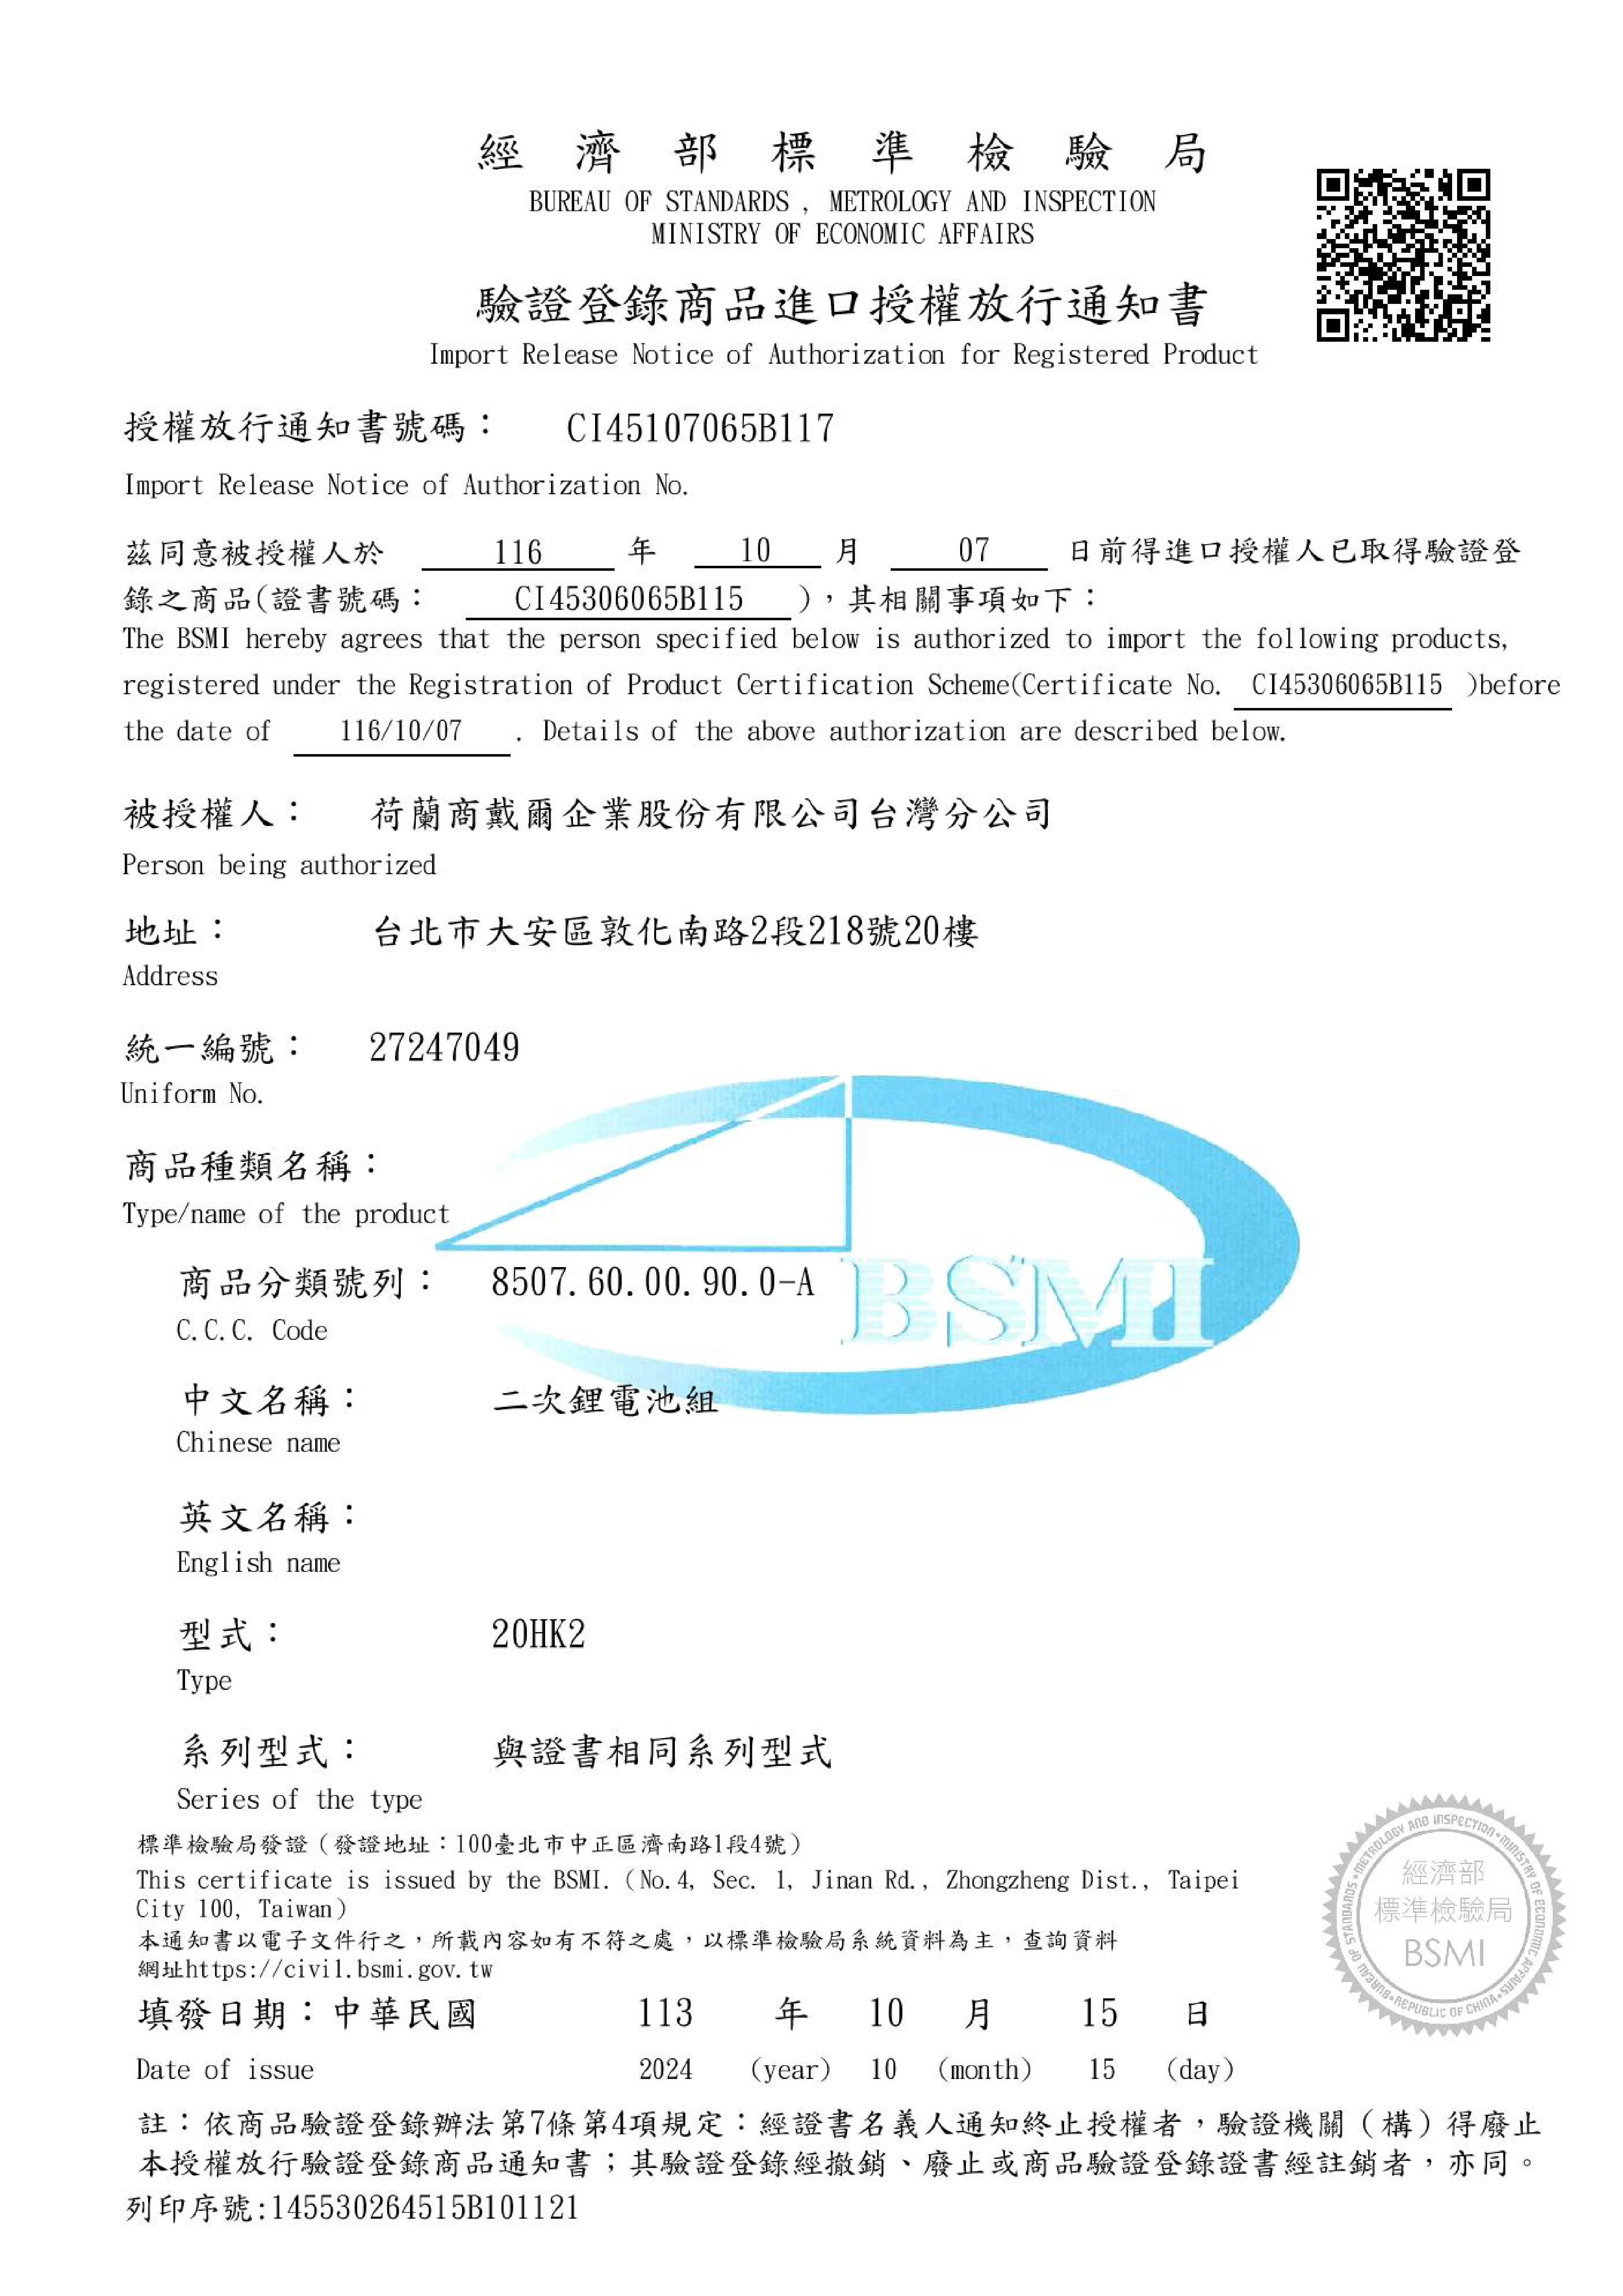 經濟部標準檢驗局
BUREAU OF STANDARDS , METROLOGY AND INSPECTION
MINISTRY OF ECONOMIC AFFAIRS
驗證登錄商品進口授權放行通知書
Import Release Notice of Authorization for Registered Product
授權放行通知書號碼： CI45107065B117
Import Release Notice of Authorization No.
茲同意被授權人於 116 年 10 月 07 日前得進口授權人已取得驗證登
錄之商品(證書號碼： CI45306065B115 )，其相關事項如下：
The BSMI hereby agrees that the person specified below is authorized to import the following products,
registered under the Registration of Product Certification Scheme(Certificate No. CI45306065B115 )before
the date of 116/10/07 . Details of the above authorization are described below.
被授權人： 荷蘭商戴爾企業股份有限公司台灣分公司
Person being authorized
地址： 台北市大安區敦化南路2段218號20樓
Address
統一編號： 27247049
Uniform No.
商品種類名稱：
Type/name of the product
商品分類號列： 8507.60.00.90.0-A
BSMI
C.C.C. Code
中文名稱： 二次鋰電池組
Chinese name
英文名稱：
English name
型式： 20HK2
Type
系列型式： 與證書相同系列型式
Series of the type
標準檢驗局發證（發證地址：100臺北市中正區濟南路1段4號）
This certificate is issued by the BSMI.（No.4, Sec. 1, Jinan Rd., Zhongzheng Dist., Taipei
City 100, Taiwan）
本通知書以電子文件行之，所載內容如有不符之處，以標準檢驗局系統資料為主，查詢資料
網址https://civil.bsmi.gov.tw
BUREAU OF STANDARDS•METROLOGY AND INSPECTION•MINISTRY OF ECONOMIC AFFAIRS•REPUBLIC OF CHINA•
經濟部
標準檢驗局
BSMI
填發日期：中華民國 113 年 10 月 15 日
Date of issue 2024 (year) 10 (month) 15 (day)
註：依商品驗證登錄辦法第7條第4項規定：經證書名義人通知終止授權者，驗證機關（構）得廢止
本授權放行驗證登錄商品通知書；其驗證登錄經撤銷、廢止或商品驗證登錄證書經註銷者，亦同。
列印序號:145530264515B101121